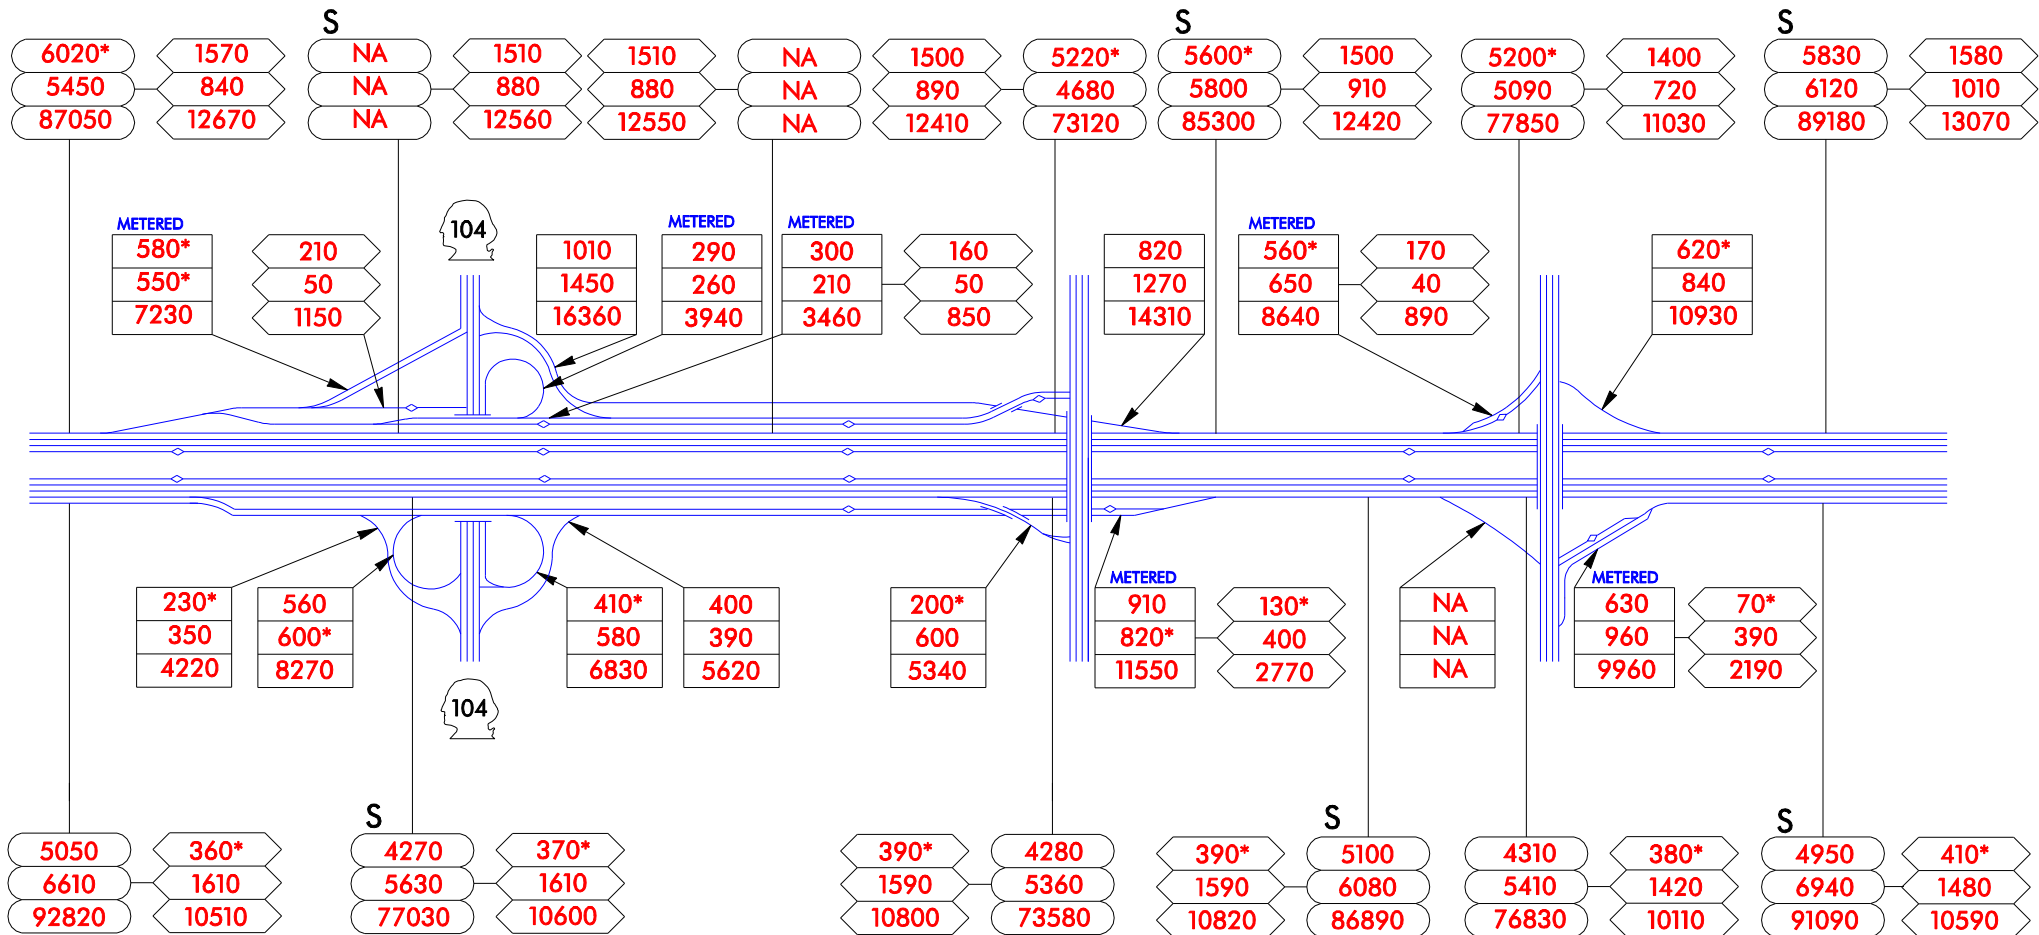 S S S
6020* 1570 NA 1510 1510 NA 1500 5220* 5600* 1500 5200* 1400 5830 1580
5450 840 NA 880 880 NA 890 4680 5800 910 5090 720 6120 1010
87050 12670 NA 12560 12550 NA 12410 73120 85300 12420 77850 11030 89180 13070
METERED METERED METERED METERED
104
580* 210 1010 290 300 160 820 560* 170 620*
550* 50 1450 260 210 50 1270 650 40 840
7230 1150 16360 3940 3460 850 14310 8640 890 10930
METERED METERED
230* 560 410* 400 200* 910 130* NA 630 70*
350 600* 580 390 600 820* 400 NA 960 390
4220 8270 6830 5620 5340 11550 2770 NA 9960 2190
104
S S S
5050 360* 4270 370* 390* 4280 390* 5100 4310 380* 4950 410*
6610 1610 5630 1610 1590 5360 1590 6080 5410 1420 6940 1480
92820 10510 77030 10600 10800 73580 10820 86890 76830 10110 91090 10590